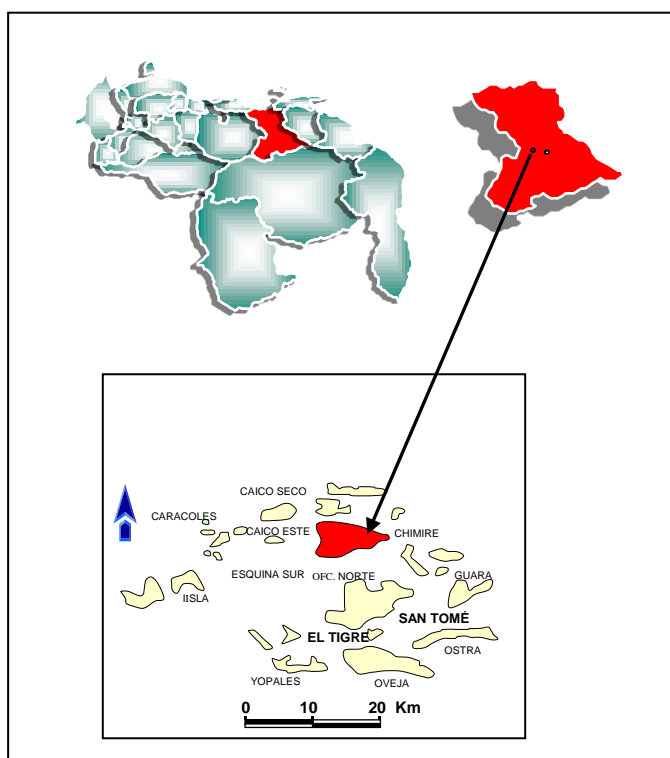 CAICO SECO
CARACOLES
CAICO ESTE
CHIMIRE
ESQUINA SUR
OFC. NORTE
GUARA
IISLA
SAN TOMÉ
EL TIGRE
OSTRA
YOPALES
OVEJA
0 10 20 Km